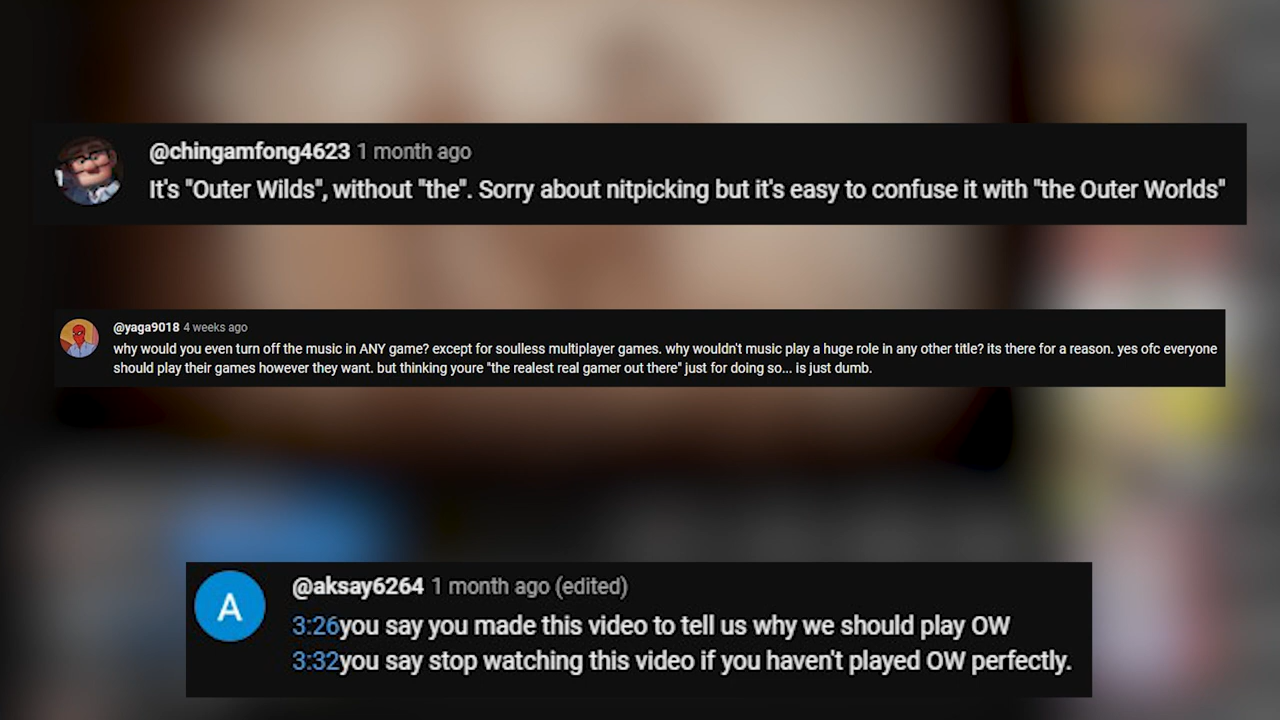 @chingamfong4623 1 month ago
It's "Outer Wilds", without "the". Sorry about nitpicking but it's easy to confuse it with "the Outer Worlds"
@yaga9018 4 weeks ago
why would you even turn off the music in ANY game? except for soulless multiplayer games. why wouldn't music play a huge role in any other title? its there for a reason. yes ofc everyone
should play their games however they want. but thinking youre "the realest real gamer out there" just for doing so... is just dumb.
A
@aksay6264 1 month ago (edited)
3:26you say you made this video to tell us why we should play OW
3:32you say stop watching this video if you haven't played OW perfectly.